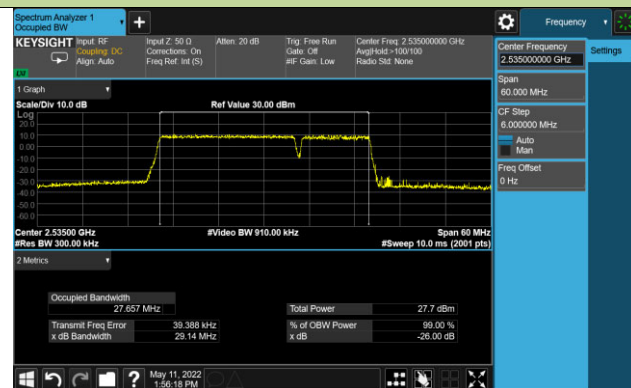 Spectrum Analyzer 1
Occupied BW
+
Frequency
KEYSIGHT
Input: RF
Coupling: DC
Align: Auto
Input Z: 50 Ω
Corrections: On
Freq Ref: Int (S)
Atten: 20 dB
Trig: Free Run
Gate: Off
#IF Gain: Low
Center Freq: 2.535000000 GHz
Avg|Hold:>100/100
Radio Std: None
Center Frequency
2.535000000 GHz
Settings
Span
60.000 MHz
CF Step
6.000000 MHz
Auto
Man
Freq Offset
0 Hz
1 Graph
Scale/Div 10.0 dB
Ref Value 30.00 dBm
Log
20.0
10.0
0.00
-10.0
-20.0
-30.0
-40.0
-50.0
-60.0
Center 2.53500 GHz
#Video BW 910.00 kHz
Span 60 MHz
#Res BW 300.00 kHz
#Sweep 10.0 ms (2001 pts)
2 Metrics
Occupied Bandwidth
27.657 MHz
Total Power 27.7 dBm
Transmit Freq Error 39.388 kHz
% of OBW Power 99.00 %
x dB Bandwidth 29.14 MHz
x dB -26.00 dB
?
May 11, 2022
1:56:18 PM